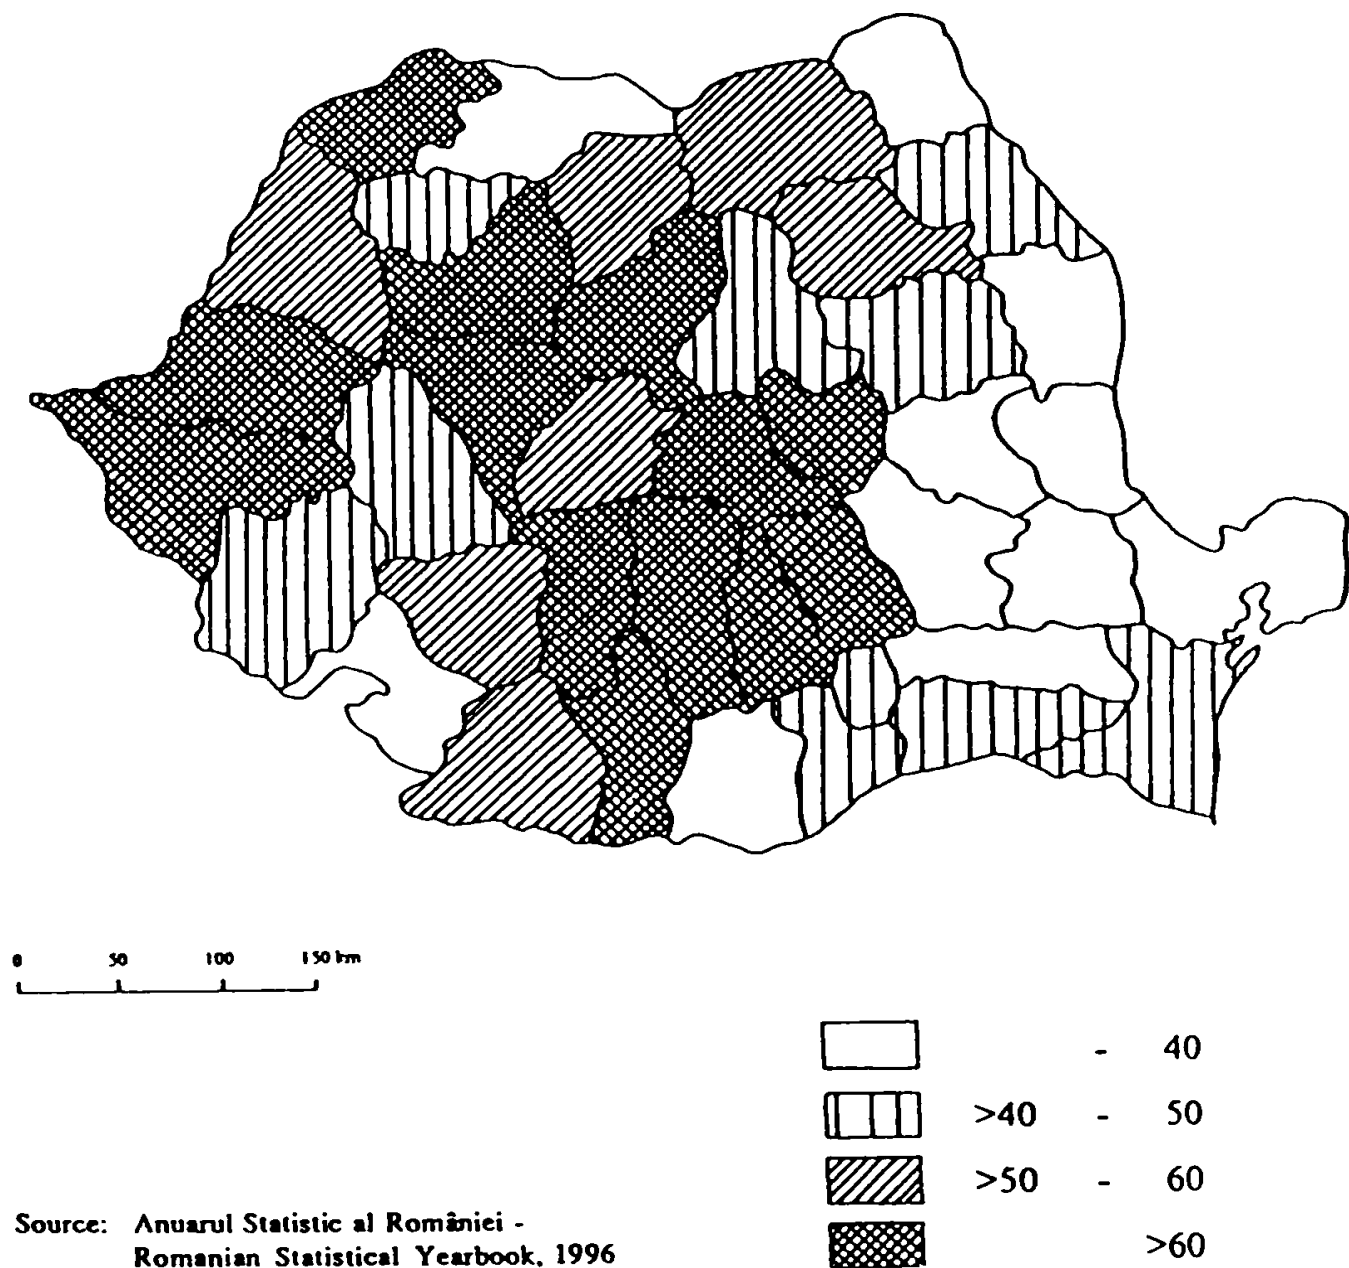 0 50 100 150 km
- 40
>40 - 50
>50 - 60
>60
Source: Anuarul Statistic al României -
Romanian Statistical Yearbook, 1996